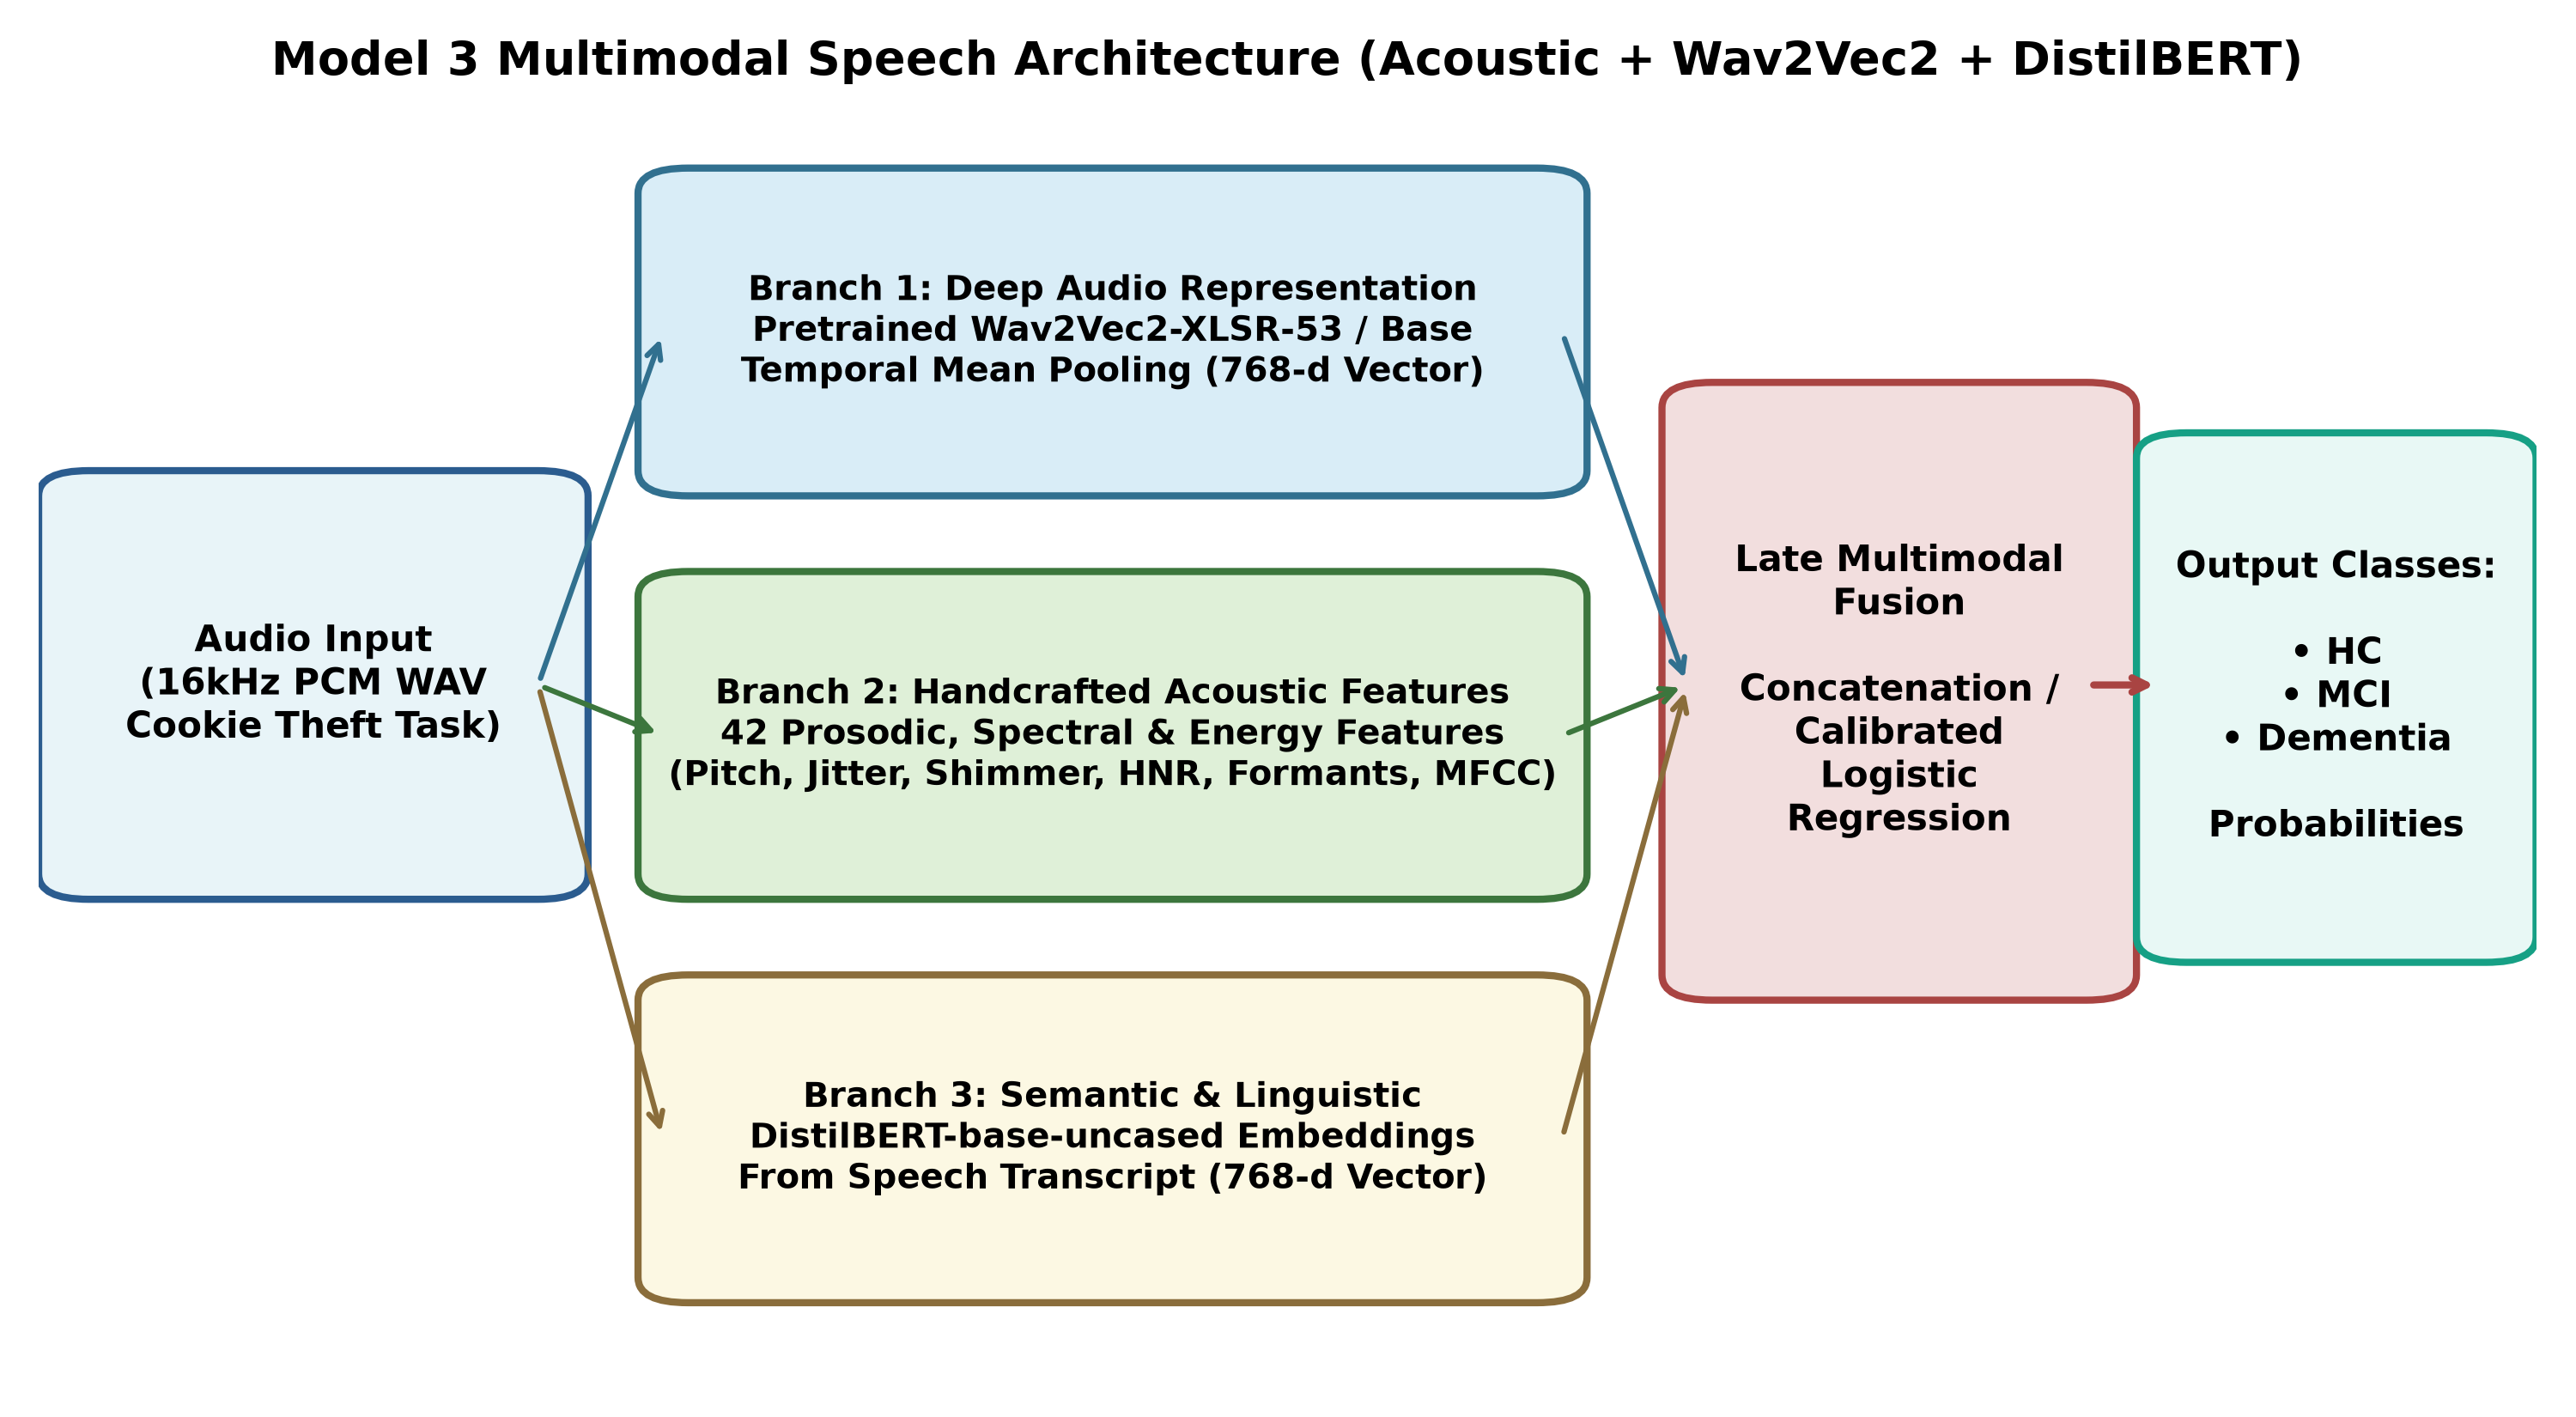 Model 3 Multimodal Speech Architecture (Acoustic + Wav2Vec2 + DistilBERT)
Audio Input
(16kHz PCM WAV
Cookie Theft Task)
Branch 1: Deep Audio Representation
Pretrained Wav2Vec2-XLSR-53 / Base
Temporal Mean Pooling (768-d Vector)
Branch 2: Handcrafted Acoustic Features
42 Prosodic, Spectral & Energy Features
(Pitch, Jitter, Shimmer, HNR, Formants, MFCC)
Branch 3: Semantic & Linguistic
DistilBERT-base-uncased Embeddings
From Speech Transcript (768-d Vector)
Late Multimodal
Fusion
Concatenation /
Calibrated
Logistic
Regression
Output Classes:
• HC
• MCI
• Dementia
Probabilities